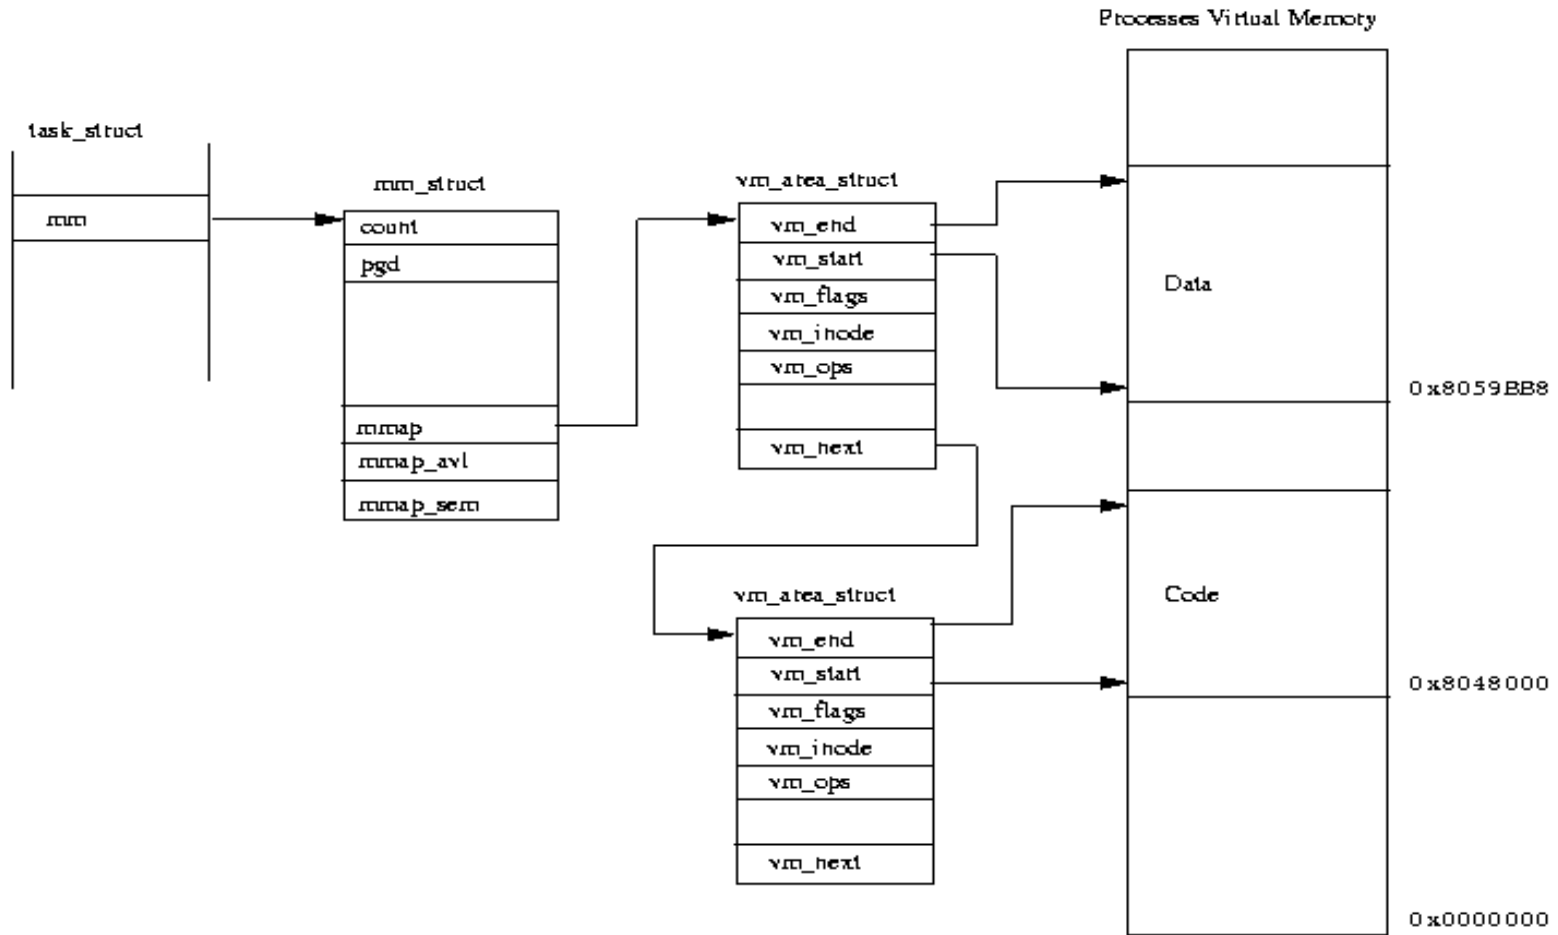 Processes Virtual Memory
task_struct
mm
mm_struct
count
pgd
mmap
mmap_avl
mmap_sem
vm_area_struct
vm_end
vm_start
vm_flags
vm_inode
vm_ops
vm_next
vm_area_struct
vm_end
vm_start
vm_flags
vm_inode
vm_ops
vm_next
Data
0x8059BB8
Code
0x8048000
0x0000000